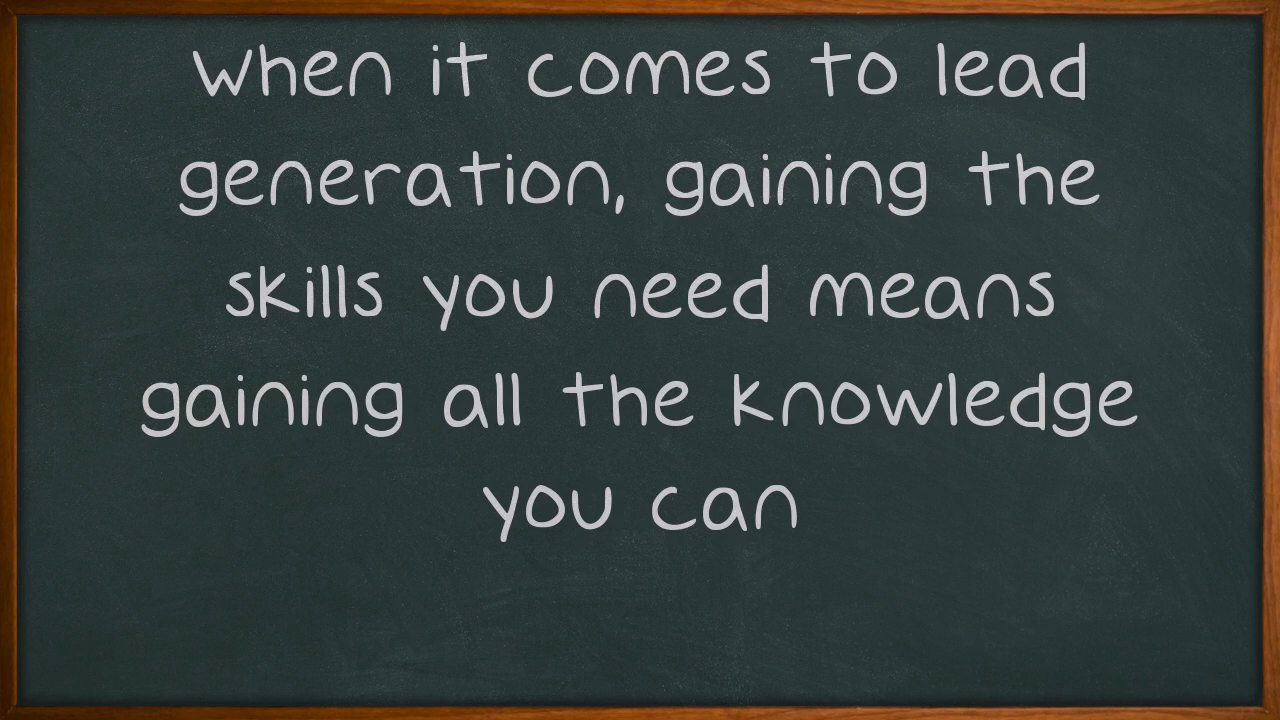 When it comes to lead
generation, gaining the
skills you need means
gaining all the knowledge
you can